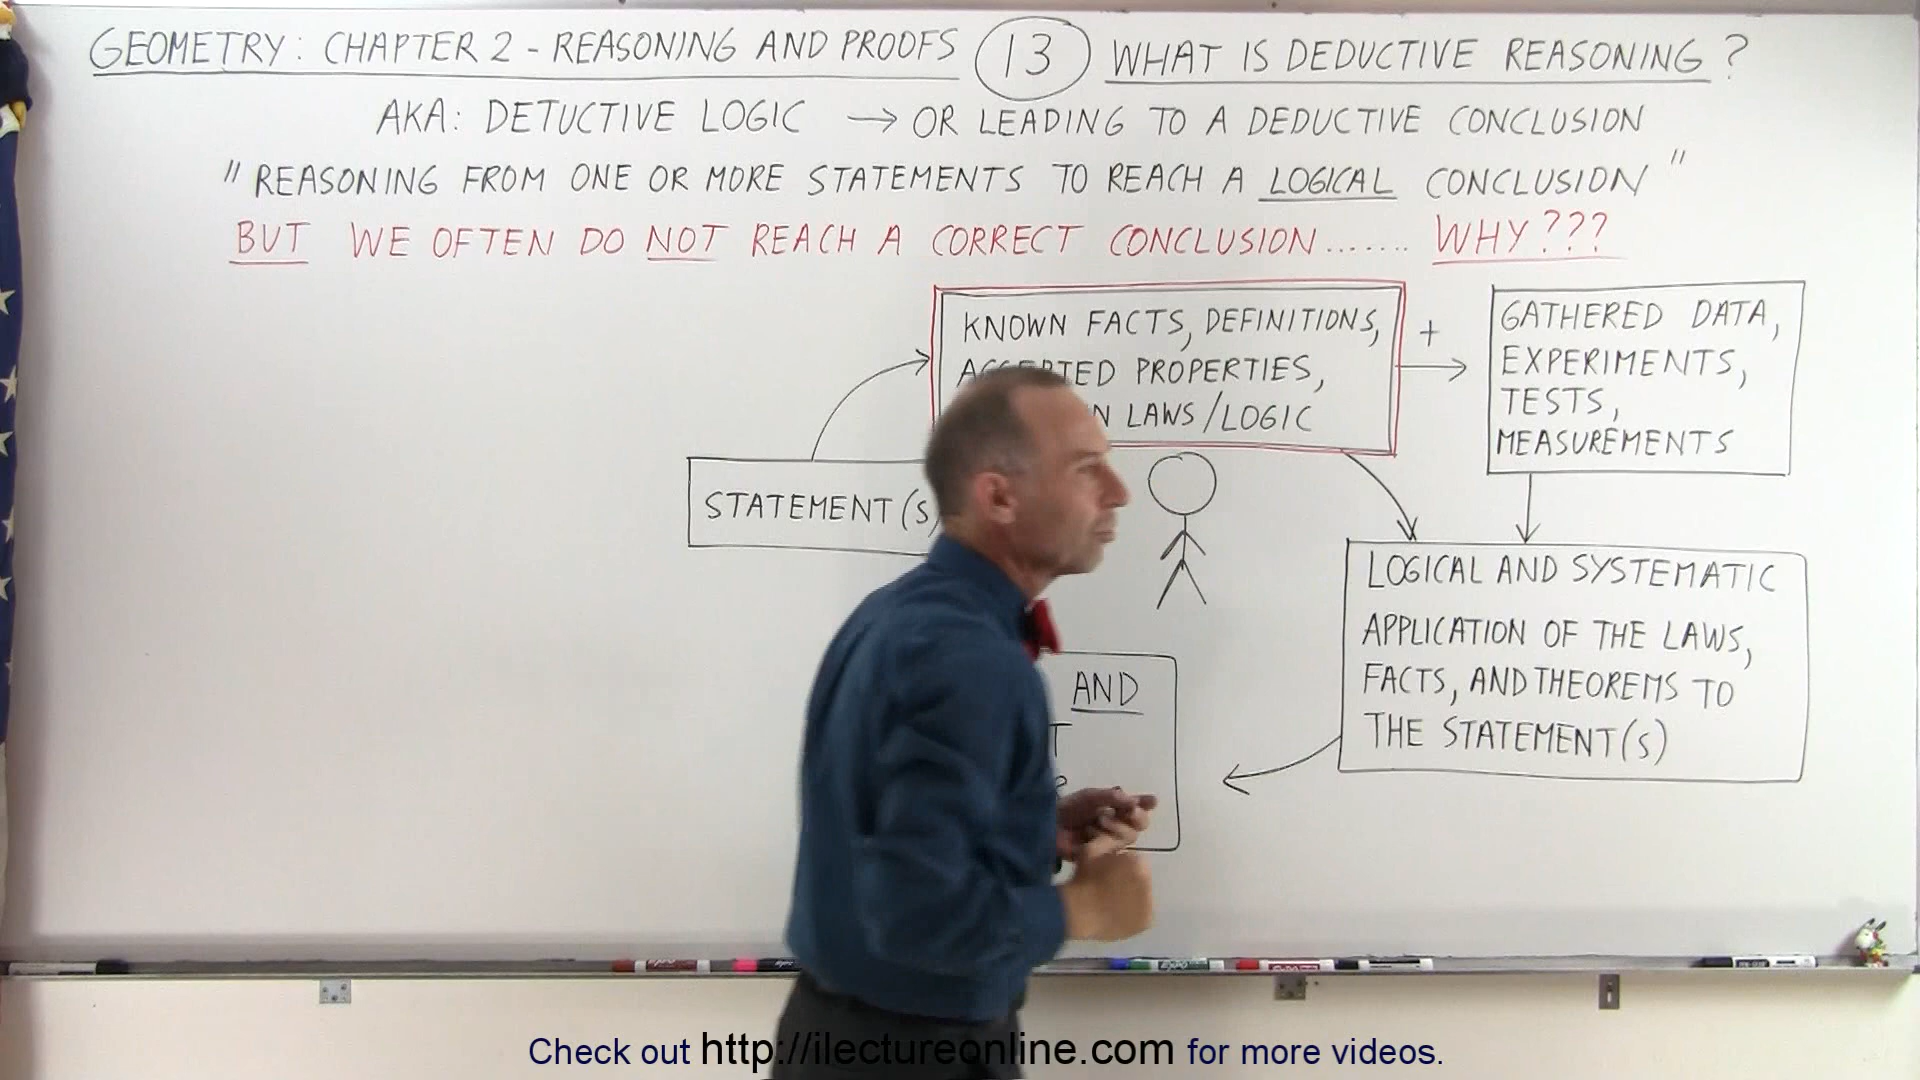 GEOMETRY: CHAPTER 2 - REASONING AND PROOFS 13 WHAT IS DEDUCTIVE REASONING?
AKA: DETUCTIVE LOGIC → OR LEADING TO A DEDUCTIVE CONCLUSION
"REASONING FROM ONE OR MORE STATEMENTS TO REACH A LOGICAL CONCLUSION"
BUT WE OFTEN DO NOT REACH A CORRECT CONCLUSION....... WHY???
KNOWN FACTS, DEFINITIONS,
PROPERTIES,
LAWS/LOGIC
+
GATHERED DATA,
EXPERIMENTS,
TESTS,
MEASUREMENTS
STATEMENT(S)
LOGICAL AND SYSTEMATIC
APPLICATION OF THE LAWS,
FACTS, AND THEOREMS TO
THE STATEMENT(S)
AND
Check out http://ilectureonline.com for more videos.